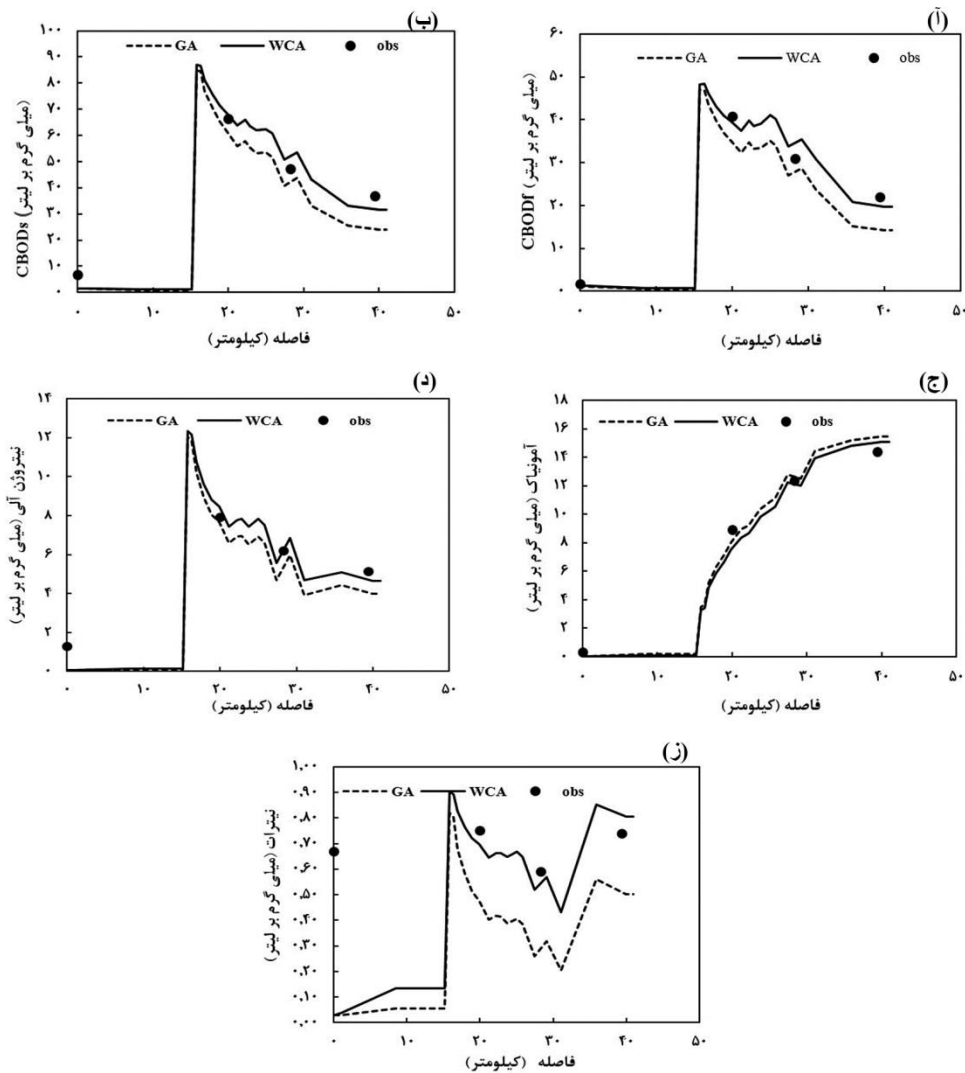 (آ)
GA WCA obs
CBODf (میلی گرم بر لیتر)
۶۰
۵۰
۴۰
۳۰
۲۰
۱۰
۰
۰ ۱۰ ۲۰ ۳۰ ۴۰ ۵۰
فاصله (کیلومتر)
(ب)
GA WCA obs
CBODs (میلی گرم بر لیتر)
۱۰۰
۹۰
۸۰
۷۰
۶۰
۵۰
۴۰
۳۰
۲۰
۱۰
۰
۰ ۱۰ ۲۰ ۳۰ ۴۰ ۵۰
فاصله (کیلومتر)
(ج)
GA WCA obs
آمونیاک (میلی گرم بر لیتر)
۱۸
۱۶
۱۴
۱۲
۱۰
۸
۶
۴
۲
۰
۰ ۱۰ ۲۰ ۳۰ ۴۰ ۵۰
فاصله (کیلومتر)
(د)
GA WCA obs
نیتروژن آلی (میلی گرم بر لیتر)
۱۴
۱۲
۱۰
۸
۶
۴
۲
۰
۰ ۱۰ ۲۰ ۳۰ ۴۰ ۵۰
فاصله (کیلومتر)
(ز)
GA WCA obs
نیترات (میلی گرم بر لیتر)
۱,۰۰
۰,۹۰
۰,۸۰
۰,۷۰
۰,۶۰
۰,۵۰
۰,۴۰
۰,۳۰
۰,۲۰
۰,۱۰
۰,۰۰
۰ ۱۰ ۲۰ ۳۰ ۴۰ ۵۰
فاصله (کیلومتر)